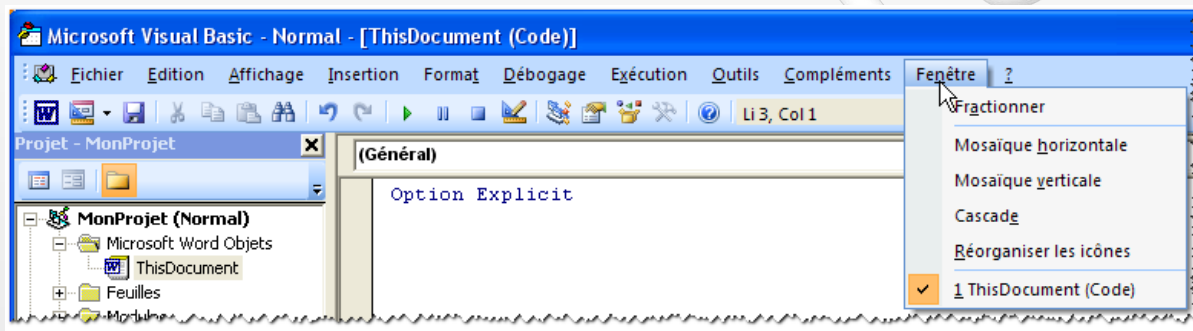 Microsoft Visual Basic - Normal - [ThisDocument (Code)]
Fichier Edition Affichage Insertion Format Débogage Exécution Outils Compléments Fenêtre ?
Li 3, Col 1
Projet - MonProjet
(Général)
Option Explicit
MonProjet (Normal)
Microsoft Word Objets
ThisDocument
Feuilles
Modules
Fractionner
Mosaïque horizontale
Mosaïque verticale
Cascade
Réorganiser les icônes
1 ThisDocument (Code)